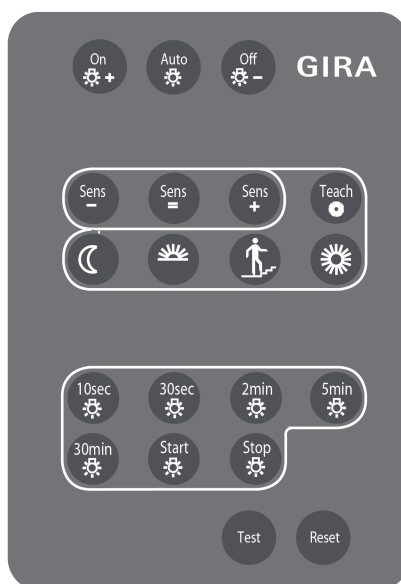 On Auto Off GIRA
+ −
Sens Sens Sens Teach
− = +
10sec 30sec 2min 5min
30min Start Stop
Test Reset